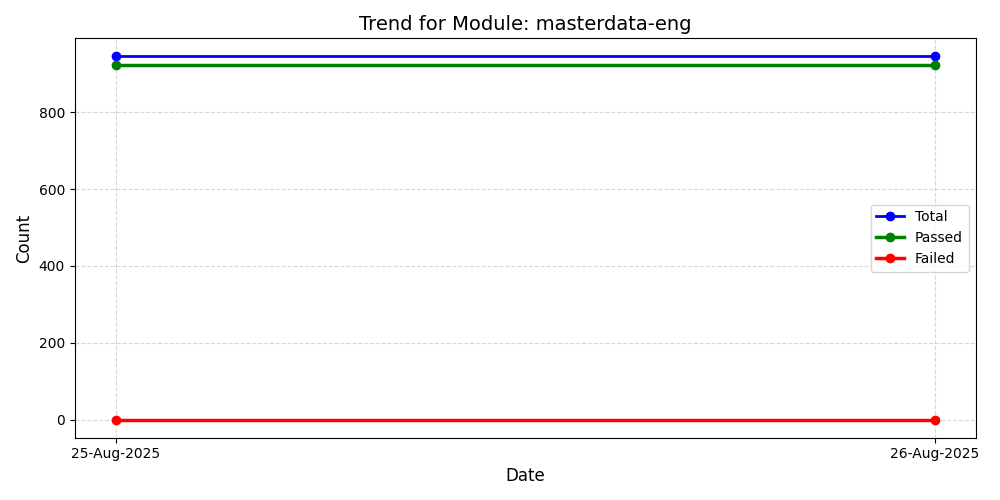 Trend for Module: masterdata-eng
Count
800
600
400
200
0
Total
Passed
Failed
25-Aug-2025
26-Aug-2025
Date